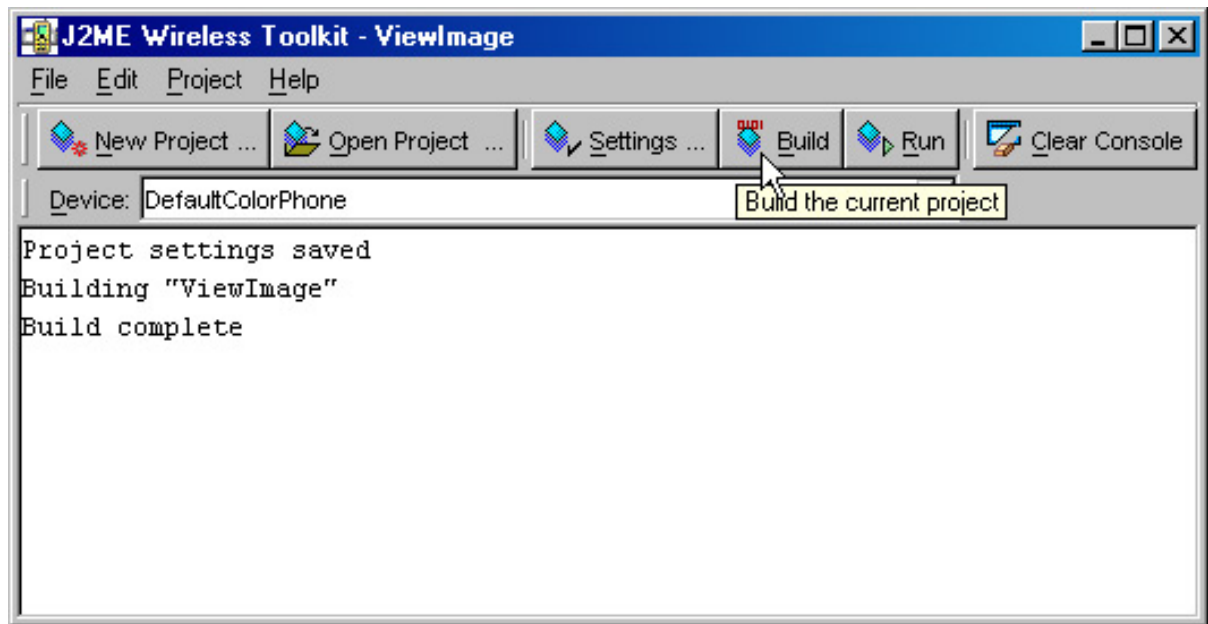 J2ME Wireless Toolkit - ViewImage
File Edit Project Help
New Project ... Open Project ... Settings ... Build Run Clear Console
Device: DefaultColorPhone
Build the current project
Project settings saved
Building "ViewImage"
Build complete